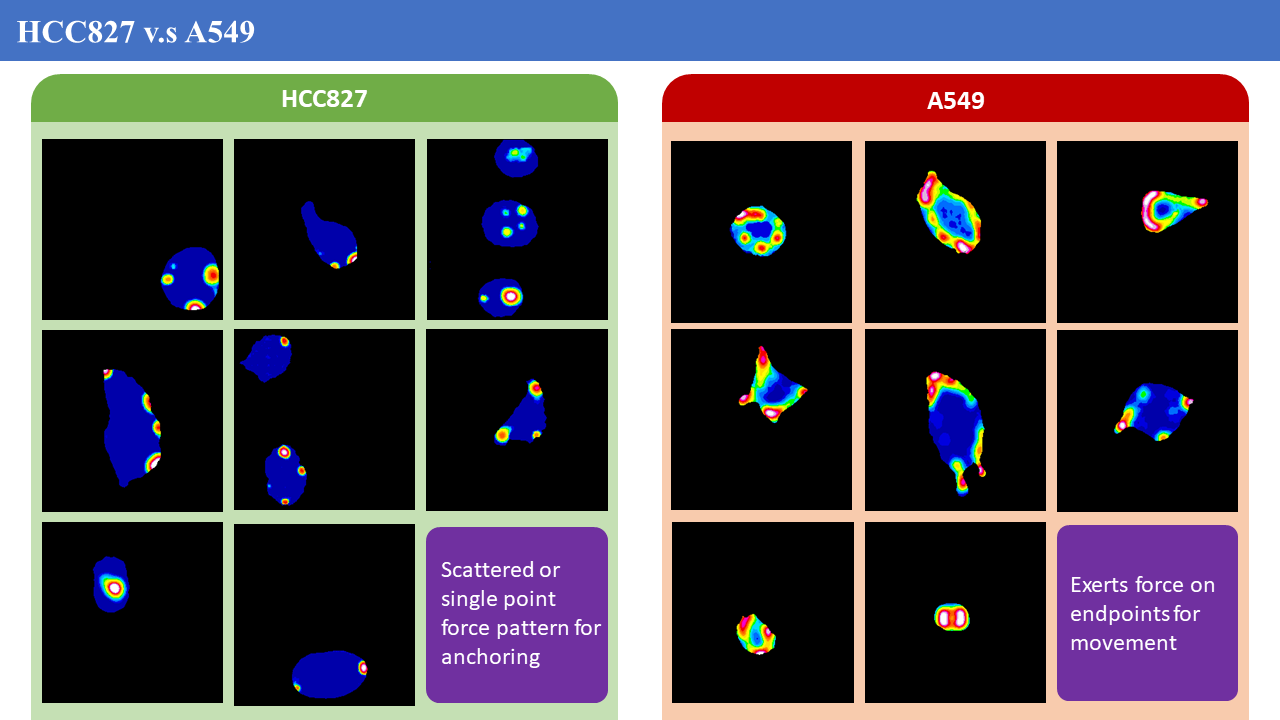 HCC827 v.s A549
HCC827
A549
Scattered or
single point
force pattern for
anchoring
Exerts force on
endpoints for
movement